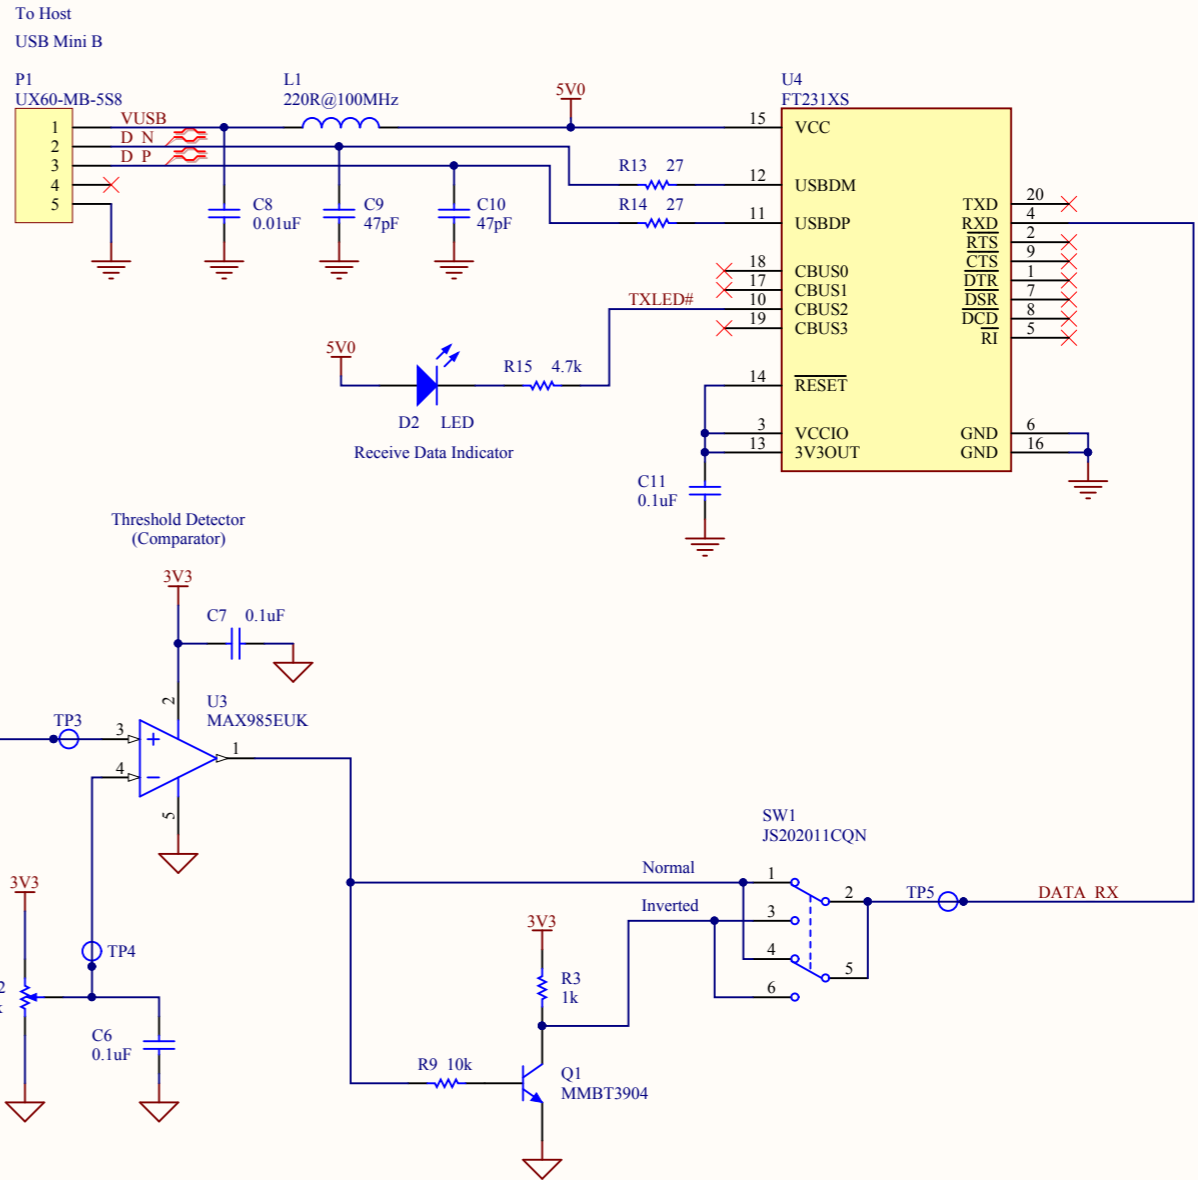 To Host
USB Mini B
P1
UX60-MB-5S8
1
2
3
4
5
VUSB
D_N
D_P
L1
220R@100MHz
5V0
C8
0.01uF
C9
47pF
C10
47pF
R13 27
R14 27
U4
FT231XS
15 VCC
12 USBDM
11 USBDP
18 CBUS0
17 CBUS1
10 CBUS2
19 CBUS3
14 RESET
3 VCCIO
13 3V3OUT
TXD 20
RXD 4
RTS 2
CTS 9
DTR 1
DSR 7
DCD 8
RI 5
GND 6
GND 16
TXLED#
5V0
R15 4.7k
D2 LED
Receive Data Indicator
C11
0.1uF
Threshold Detector
(Comparator)
3V3
C7 0.1uF
2
U3
MAX985EUK
TP3
3
4
1
5
3V3
TP4
2
C6
0.1uF
R9 10k
3V3
R3
1k
Q1
MMBT3904
SW1
JS202011CQN
Normal
Inverted
1
3
4
6
2
5
TP5
DATA_RX